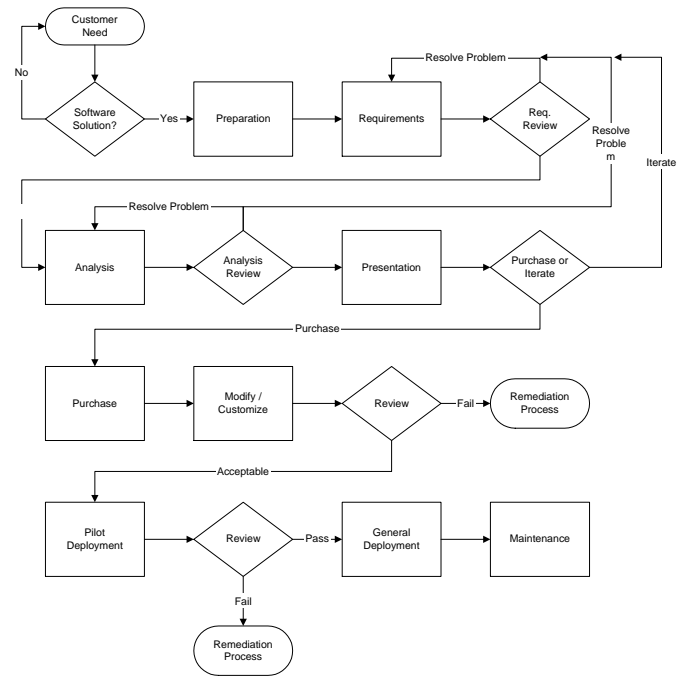 Customer
Need
No
Software
Solution?
Yes
Preparation
Requirements
Resolve Problem
Req.
Review
Resolve
Proble
m
Iterate
Resolve Problem
Analysis
Analysis
Review
Presentation
Purchase or
Iterate
Purchase
Purchase
Modify /
Customize
Review
Fail
Remediation
Process
Acceptable
Pilot
Deployment
Review
Pass
General
Deployment
Maintenance
Fail
Remediation
Process